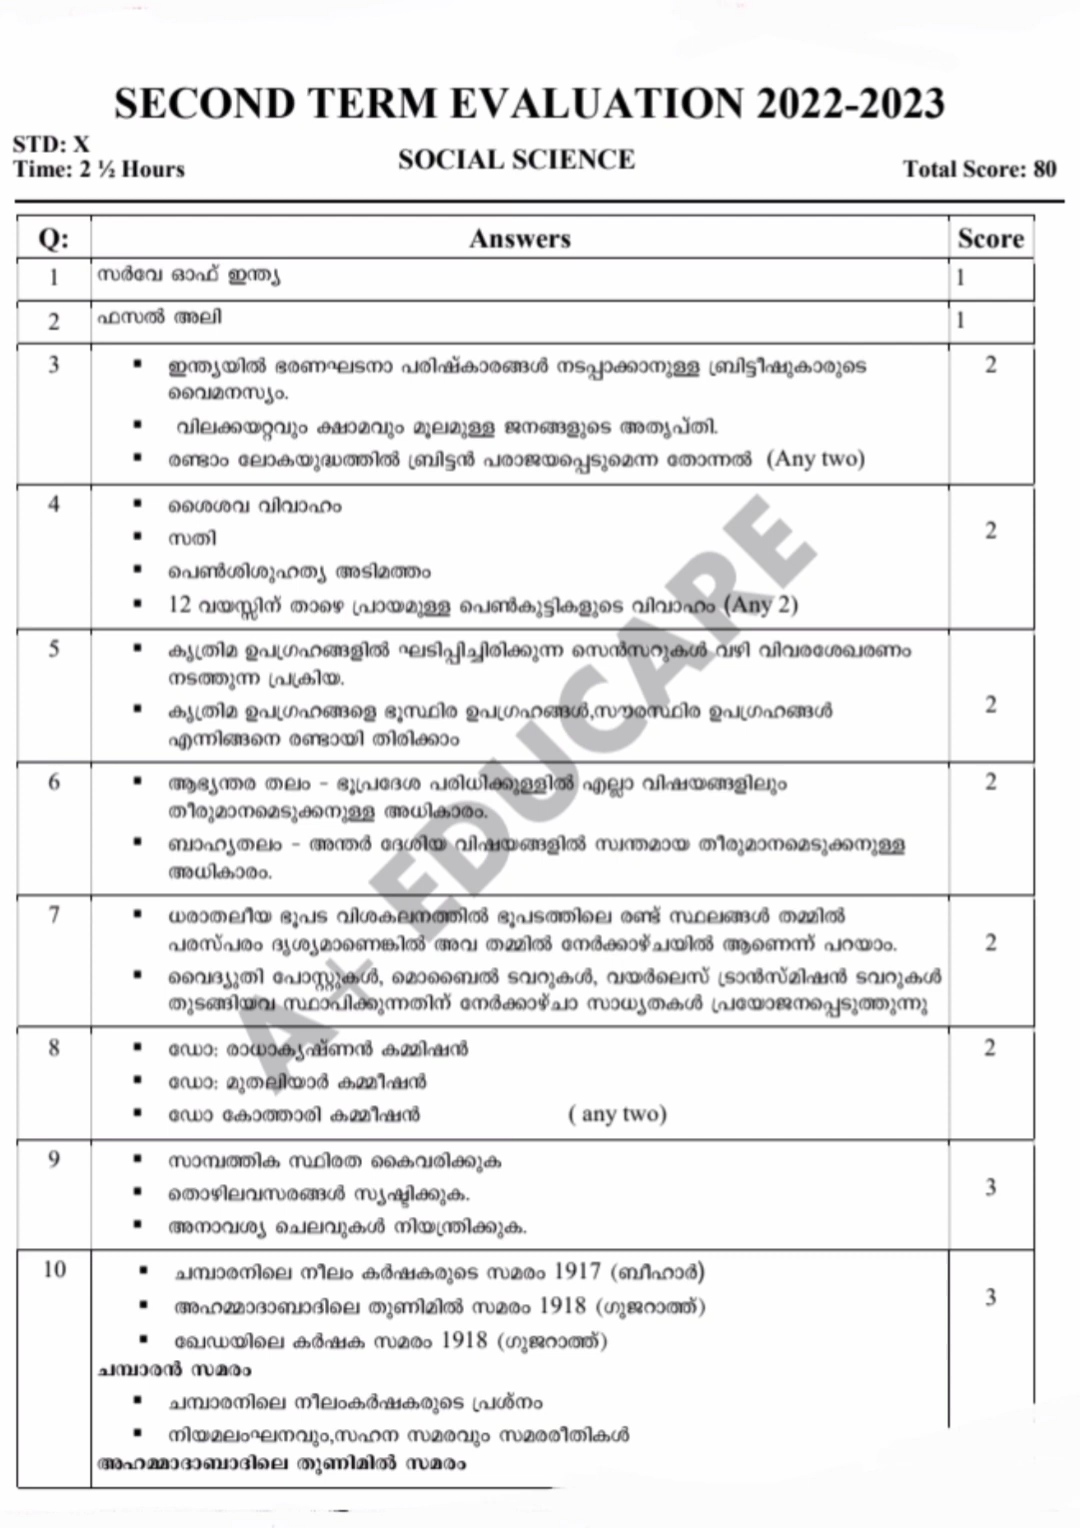 SECOND TERM EVALUATION 2022-2023
STD: X
Time: 2 ½ Hours
SOCIAL SCIENCE
Total Score: 80
Q: Answers Score
1 സർവേ ഓഫ് ഇന്ത്യ 1
2 ഫസൽ അലി 1
3 ▪ ഇന്ത്യയിൽ ഭരണഘടനാ പരിഷ്കാരങ്ങൾ നടപ്പാക്കാനുള്ള ബ്രിട്ടീഷുകാരുടെ 2
വൈമനസ്യം.
▪ വിലക്കയറ്റവും ക്ഷാമവും മൂലമുള്ള ജനങ്ങളുടെ അതൃപ്തി.
▪ രണ്ടാം ലോകയുദ്ധത്തിൽ ബ്രിട്ടൻ പരാജയപ്പെടുമെന്ന തോന്നൽ (Any two)
4 ▪ ശൈശവ വിവാഹം
▪ സതി 2
▪ പെൺശിശുഹത്യ അടിമത്തം
▪ 12 വയസ്സിന് താഴെ പ്രായമുള്ള പെൺകുട്ടികളുടെ വിവാഹം (Any 2)
5 ▪ കൃത്രിമ ഉപഗ്രഹങ്ങളിൽ ഘടിപ്പിച്ചിരിക്കുന്ന സെൻസറുകൾ വഴി വിവരശേഖരണം
നടത്തുന്ന പ്രക്രിയ.
▪ കൃത്രിമ ഉപഗ്രഹങ്ങളെ ഭൂസ്ഥിര ഉപഗ്രഹങ്ങൾ,സൗരസ്ഥിര ഉപഗ്രഹങ്ങൾ 2
എന്നിങ്ങനെ രണ്ടായി തിരിക്കാം
6 ▪ ആഭ്യന്തര തലം – ഭൂപ്രദേശ പരിധിക്കുള്ളിൽ എല്ലാ വിഷയങ്ങളിലും 2
തീരുമാനമെടുക്കനുള്ള അധികാരം.
▪ ബാഹ്യതലം – അന്തർ ദേശിയ വിഷയങ്ങളിൽ സ്വന്തമായ തീരുമാനമെടുക്കനുള്ള
അധികാരം.
7 ▪ ധരാതലീയ ഭൂപട വിശകലനത്തിൽ ഭൂപടത്തിലെ രണ്ട് സ്ഥലങ്ങൾ തമ്മിൽ
പരസ്പരം ദൃശ്യമാണെങ്കിൽ അവ തമ്മിൽ നേർക്കാഴ്ചയിൽ ആണെന്ന് പറയാം. 2
▪ വൈദ്യുതി പോസ്റ്റുകൾ, മൊബൈൽ ടവറുകൾ, വയർലെസ് ട്രാൻസ്മിഷൻ ടവറുകൾ
തുടങ്ങിയവ സ്ഥാപിക്കുന്നതിന് നേർക്കാഴ്ചാ സാധ്യതകൾ പ്രയോജനപ്പെടുത്തുന്നു
8 ▪ ഡോ: രാധാകൃഷ്ണൻ കമ്മിഷൻ 2
▪ ഡോ: മുതലിയാർ കമ്മീഷൻ
▪ ഡോ കോത്താരി കമ്മീഷൻ ( any two)
9 ▪ സാമ്പത്തിക സ്ഥിരത കൈവരിക്കുക
▪ തൊഴിലവസരങ്ങൾ സൃഷ്ടിക്കുക. 3
▪ അനാവശ്യ ചെലവുകൾ നിയന്ത്രിക്കുക.
10 ▪ ചമ്പാരനിലെ നീലം കർഷകരുടെ സമരം 1917 (ബീഹാർ)
▪ അഹമ്മാദാബാദിലെ തുണിമിൽ സമരം 1918 (ഗുജറാത്ത്) 3
▪ ഖേഡയിലെ കർഷക സമരം 1918 (ഗുജറാത്ത്)
ചമ്പാരൻ സമരം
▪ ചമ്പാരനിലെ നീലംകർഷകരുടെ പ്രശ്നം
▪ നിയമലംഘനവും,സഹന സമരവും സമരരീതികൾ
അഹമ്മാദാബാദിലെ തുണിമിൽ സമരം
A+ EDUCARE